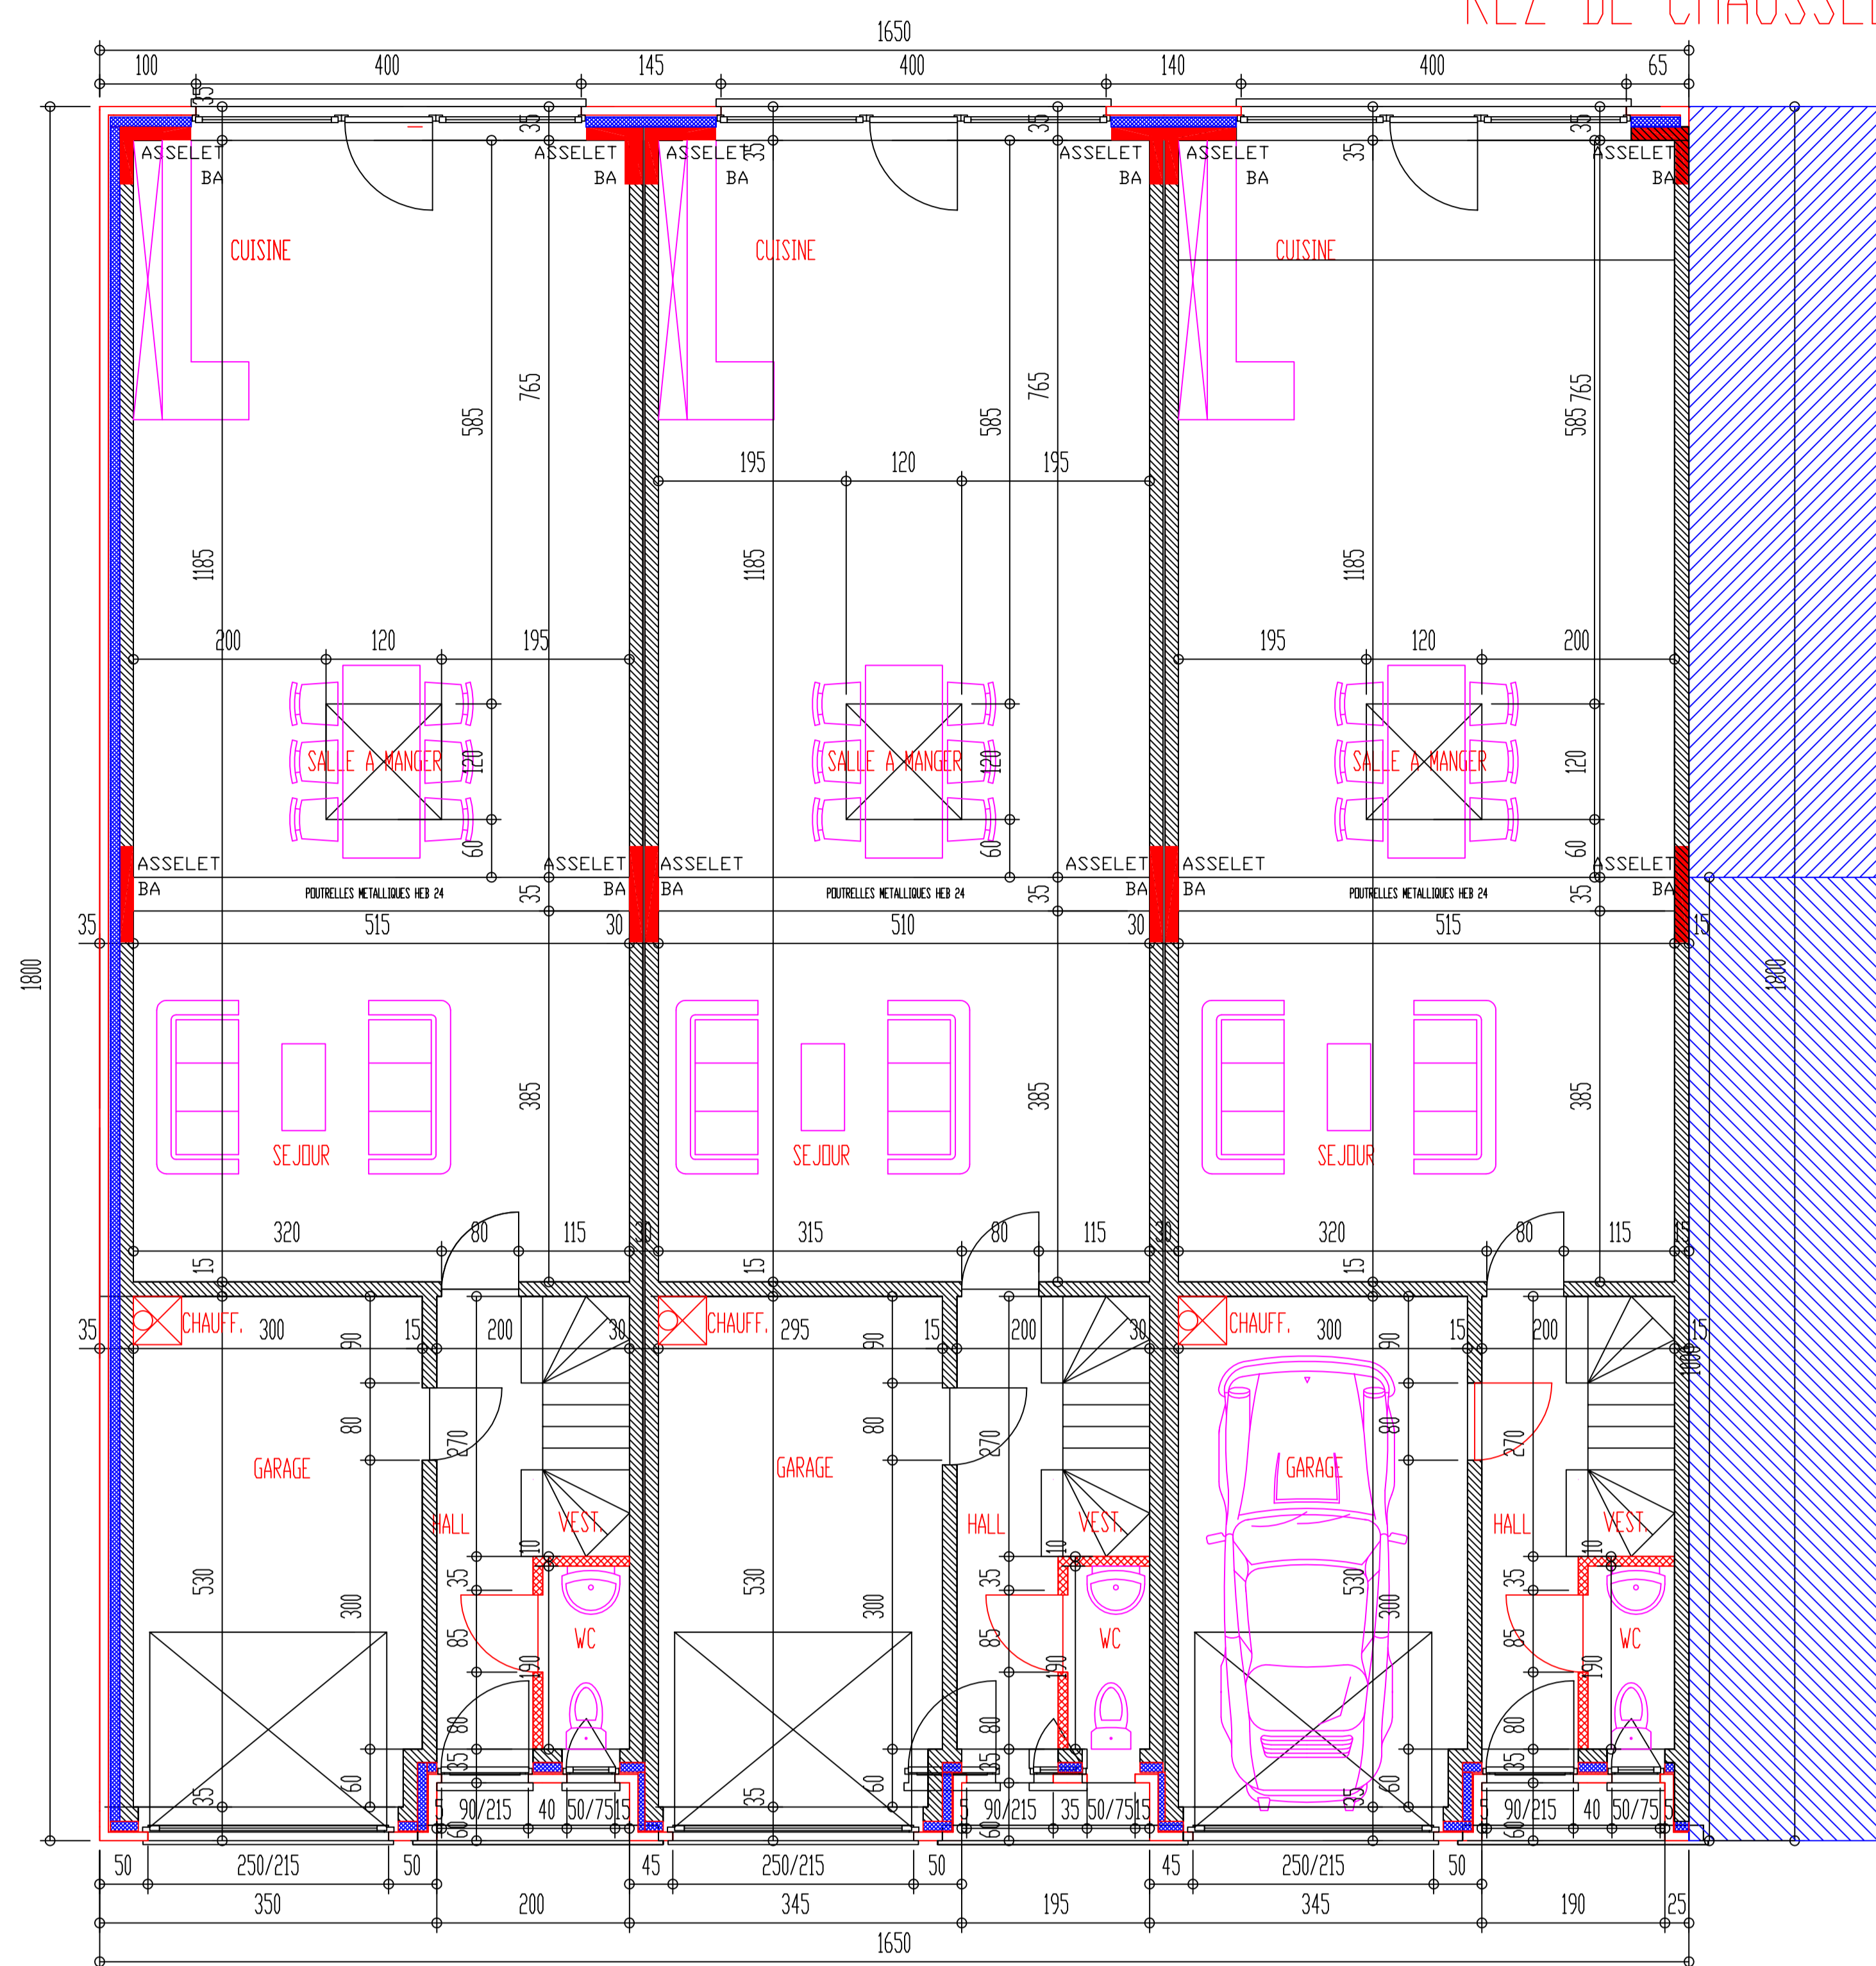 REZ DE CHAUSSEE
1650
100 400 145 400 140 400 65
35 35 35 35 35 35
ASSELET ASSELET ASSELET ASSELET ASSELET ASSELET
BA BA BA BA BA BA
CUISINE CUISINE CUISINE
765 765 765
585 585 585
195 120 195
1185 1185 1185
200 120 195 195 120 200
SALLE A MANGER SALLE A MANGER SALLE A MANGER
120 120 120
60 60 60
ASSELET ASSELET ASSELET ASSELET ASSELET ASSELET
BA BA BA BA BA BA
POUTRELLES METALLIQUES HEB 24 POUTRELLES METALLIQUES HEB 24 POUTRELLES METALLIQUES HEB 24
35 35 35
35 515 30 510 30 515 15
1800 1800
385 385 385
SEJOUR SEJOUR SEJOUR
320 80 115 30 315 80 115 30 320 80 115 15
15 15 15
CHAUFF. CHAUFF. CHAUFF.
35 300 15 200 30 295 15 200 30 300 15 200 15
90 90 90 1000
80 80 80
270 270 270
GARAGE GARAGE GARAGE
HALL VEST. HALL VEST. HALL VEST.
10 10 10
35 35 35
530 300 530 300 530 300
WC WC WC
85 85 85
190 190 190
80 80 80
35 35 35
35 60 35 60 35 60
5 90/215 40 50/75 15 5 90/215 35 50/75 15 5 90/215 40 50/75 5
60 60 60
50 250/215 50 45 250/215 50 45 250/215 50
350 200 345 195 345 190 25
1650